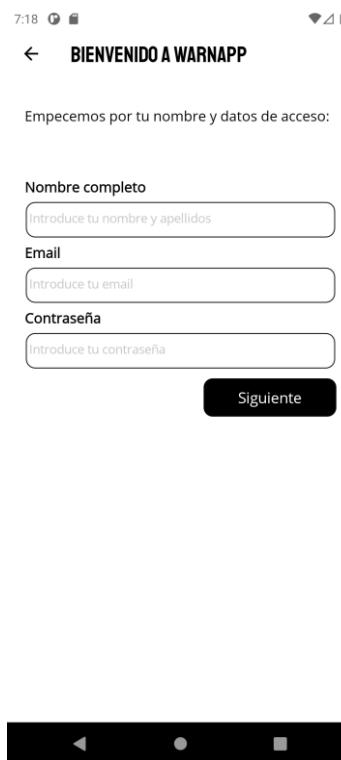 7:18
BIENVENIDO A WARNAPP
Empecemos por tu nombre y datos de acceso:
Nombre completo
Introduce tu nombre y apellidos
Email
Introduce tu email
Contraseña
Introduce tu contraseña
Siguiente